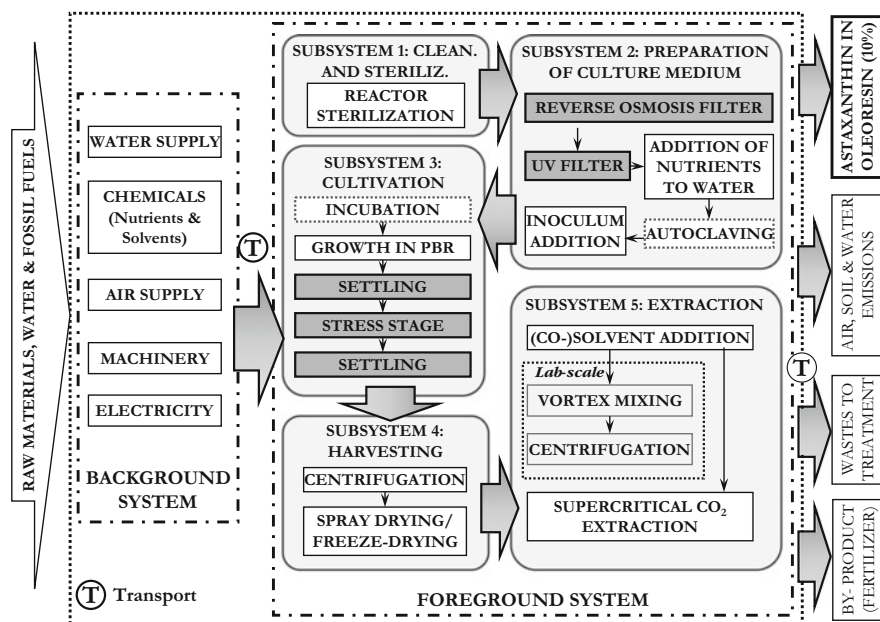 RAW MATERIALS, WATER & FOSSIL FUELS
WATER SUPPLY
CHEMICALS
(Nutrients &
Solvents)
AIR SUPPLY
MACHINERY
ELECTRICITY
BACKGROUND
SYSTEM
T
T Transport
SUBSYSTEM 1: CLEAN.
AND STERILIZ.
REACTOR
STERILIZATION
SUBSYSTEM 2: PREPARATION
OF CULTURE MEDIUM
REVERSE OSMOSIS FILTER
UV FILTER
ADDITION OF
NUTRIENTS
TO WATER
AUTOCLAVING
INOCULUM
ADDITION
SUBSYSTEM 3:
CULTIVATION
INCUBATION
GROWTH IN PBR
SETTLING
STRESS STAGE
SETTLING
SUBSYSTEM 4:
HARVESTING
CENTRIFUGATION
SPRAY DRYING/
FREEZE-DRYING
SUBSYSTEM 5: EXTRACTION
(CO-)SOLVENT ADDITION
Lab-scale
VORTEX MIXING
CENTRIFUGATION
SUPERCRITICAL CO₂
EXTRACTION
FOREGROUND SYSTEM
T
ASTAXANTHIN IN
OLEORESIN (10%)
AIR, SOIL & WATER
EMISSIONS
WASTES TO
TREATMENT
BY- PRODUCT
(FERTILIZER)